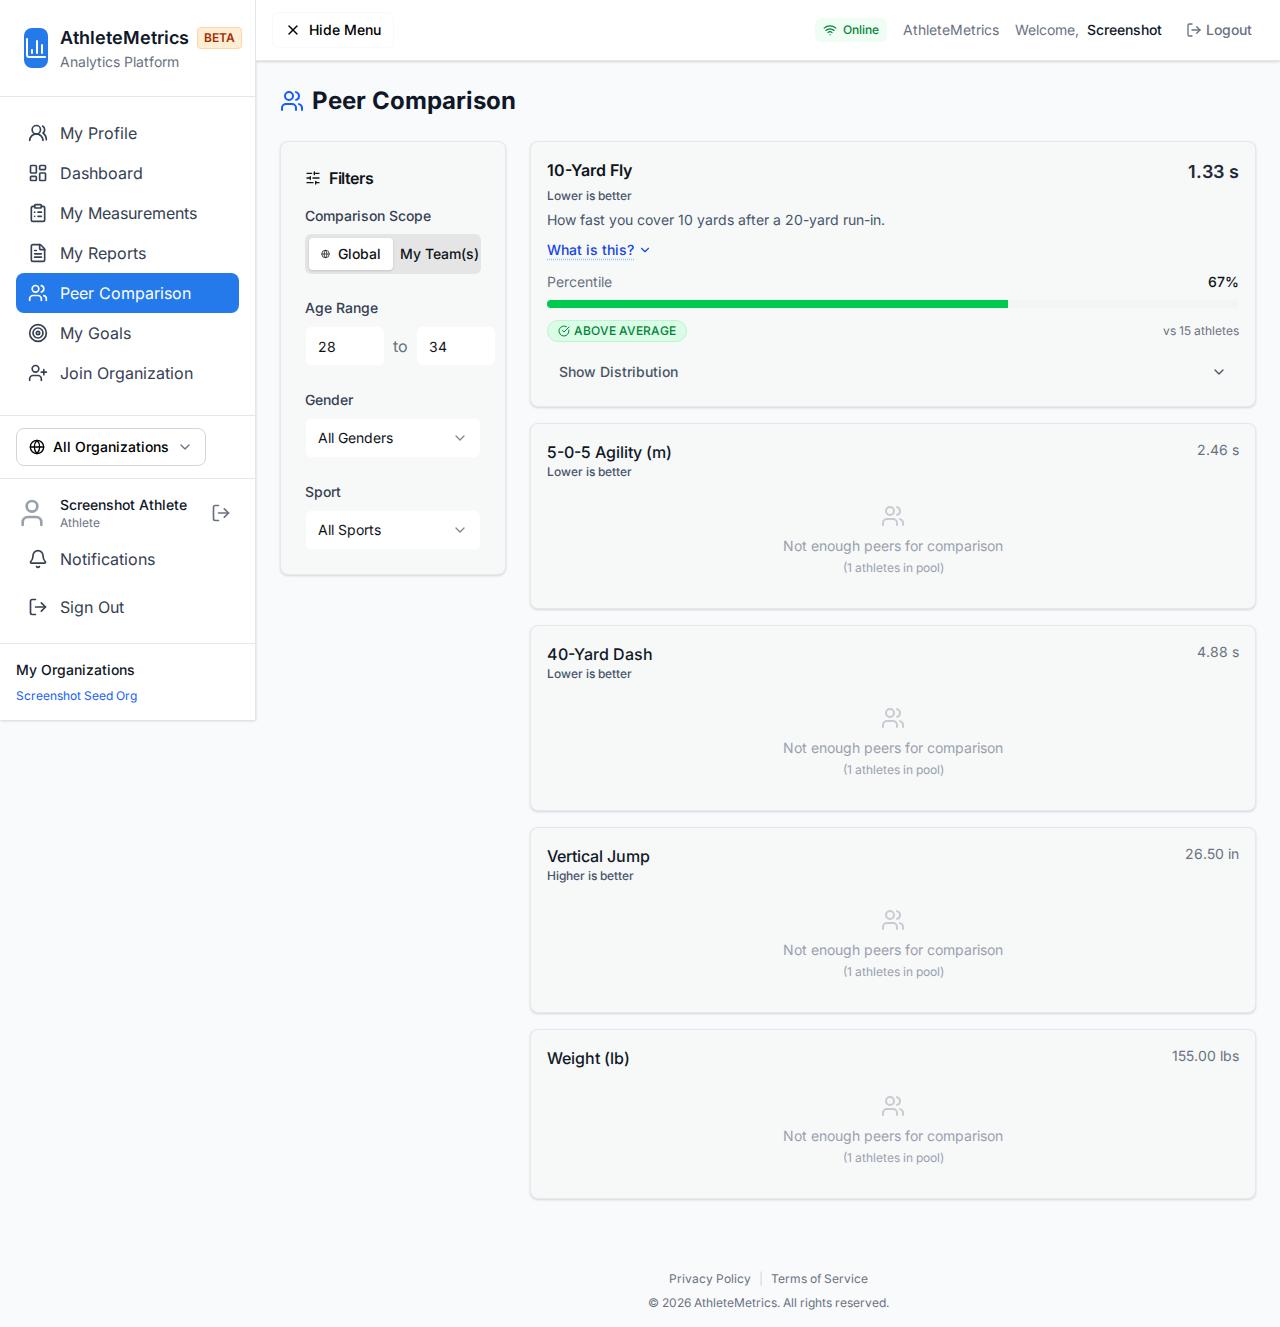 AthleteMetrics BETA
Analytics Platform
My Profile
Dashboard
My Measurements
My Reports
Peer Comparison
My Goals
Join Organization
All Organizations
Screenshot Athlete
Athlete
Notifications
Sign Out
My Organizations
Screenshot Seed Org
Hide Menu
Online AthleteMetrics Welcome, Screenshot Logout
Peer Comparison
Filters
Comparison Scope
Global My Team(s)
Age Range
28 to 34
Gender
All Genders
Sport
All Sports
10-Yard Fly 1.33 s
Lower is better
How fast you cover 10 yards after a 20-yard run-in.
What is this?
Percentile 67%
ABOVE AVERAGE vs 15 athletes
Show Distribution
5-0-5 Agility (m) 2.46 s
Lower is better
Not enough peers for comparison
(1 athletes in pool)
40-Yard Dash 4.88 s
Lower is better
Not enough peers for comparison
(1 athletes in pool)
Vertical Jump 26.50 in
Higher is better
Not enough peers for comparison
(1 athletes in pool)
Weight (lb) 155.00 lbs
Not enough peers for comparison
(1 athletes in pool)
Privacy Policy | Terms of Service
© 2026 AthleteMetrics. All rights reserved.